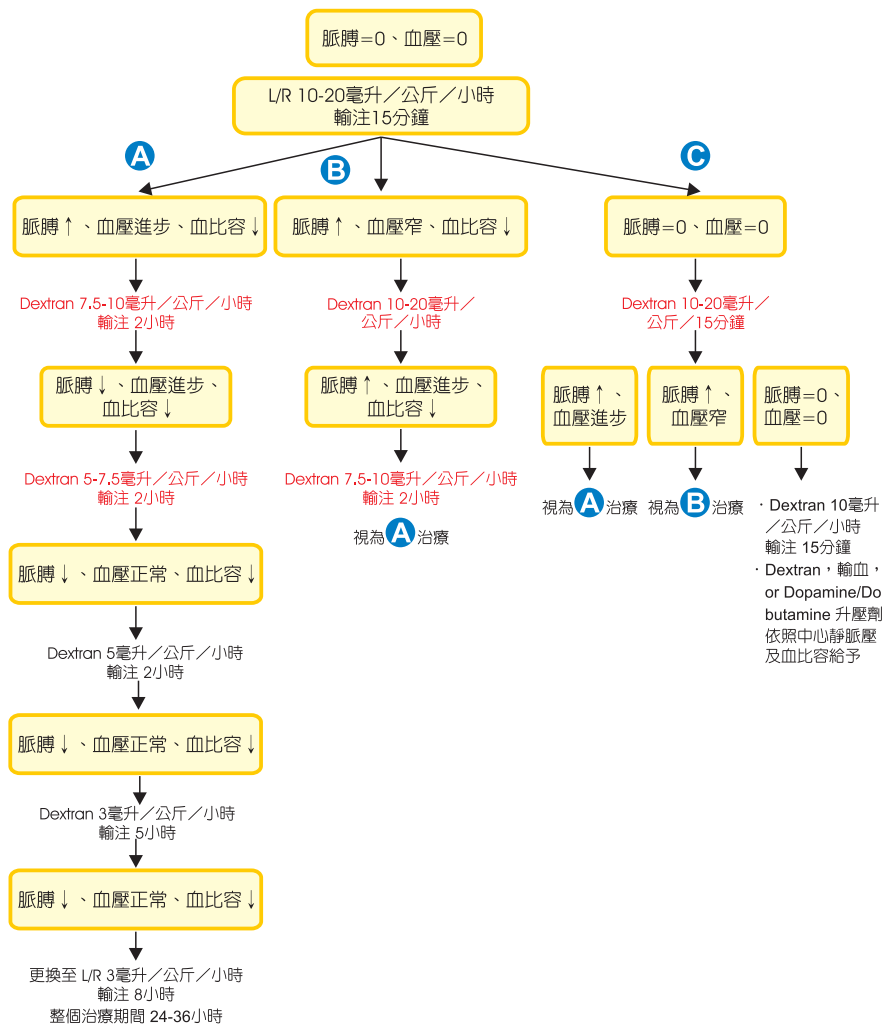 脈膊=0、血壓=0
L/R 10-20毫升／公斤／小時
輸注15分鐘
A
B
C
脈膊↑、血壓進步、血比容↓
脈膊↑、血壓窄、血比容↓
脈膊=0、血壓=0
Dextran 7.5-10毫升／公斤／小時
輸注 2小時
Dextran 10-20毫升／
公斤／小時
Dextran 10-20毫升／
公斤／15分鐘
脈膊↓、血壓進步、
血比容↓
脈膊↑、血壓進步、
血比容↓
脈膊↑、
血壓進步
脈膊↑、
血壓窄
脈膊=0、
血壓=0
Dextran 5-7.5毫升／公斤／小時
輸注 2小時
Dextran 7.5-10毫升／公斤／小時
輸注 2小時
視為 A 治療
視為 A 治療
視為 B 治療
· Dextran 10毫升
／公斤／小時
輸注 15分鐘
· Dextran，輸血，
or Dopamine/Do
butamine 升壓劑
依照中心靜脈壓
及血比容給予
脈膊↓、血壓正常、血比容↓
Dextran 5毫升／公斤／小時
輸注 2小時
脈膊↓、血壓正常、血比容↓
Dextran 3毫升／公斤／小時
輸注 5小時
脈膊↓、血壓正常、血比容↓
更換至 L/R 3毫升／公斤／小時
輸注 8小時
整個治療期間 24-36小時